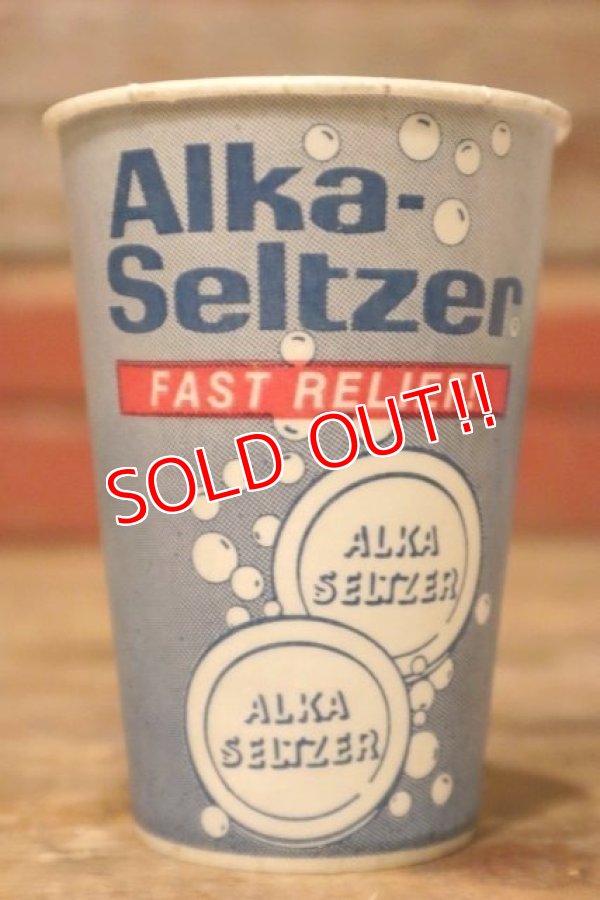 Alka-
Seltzer®
FAST RELIEF!
SOLD OUT!!
ALKA
SELTZER
ALKA
SELTZER